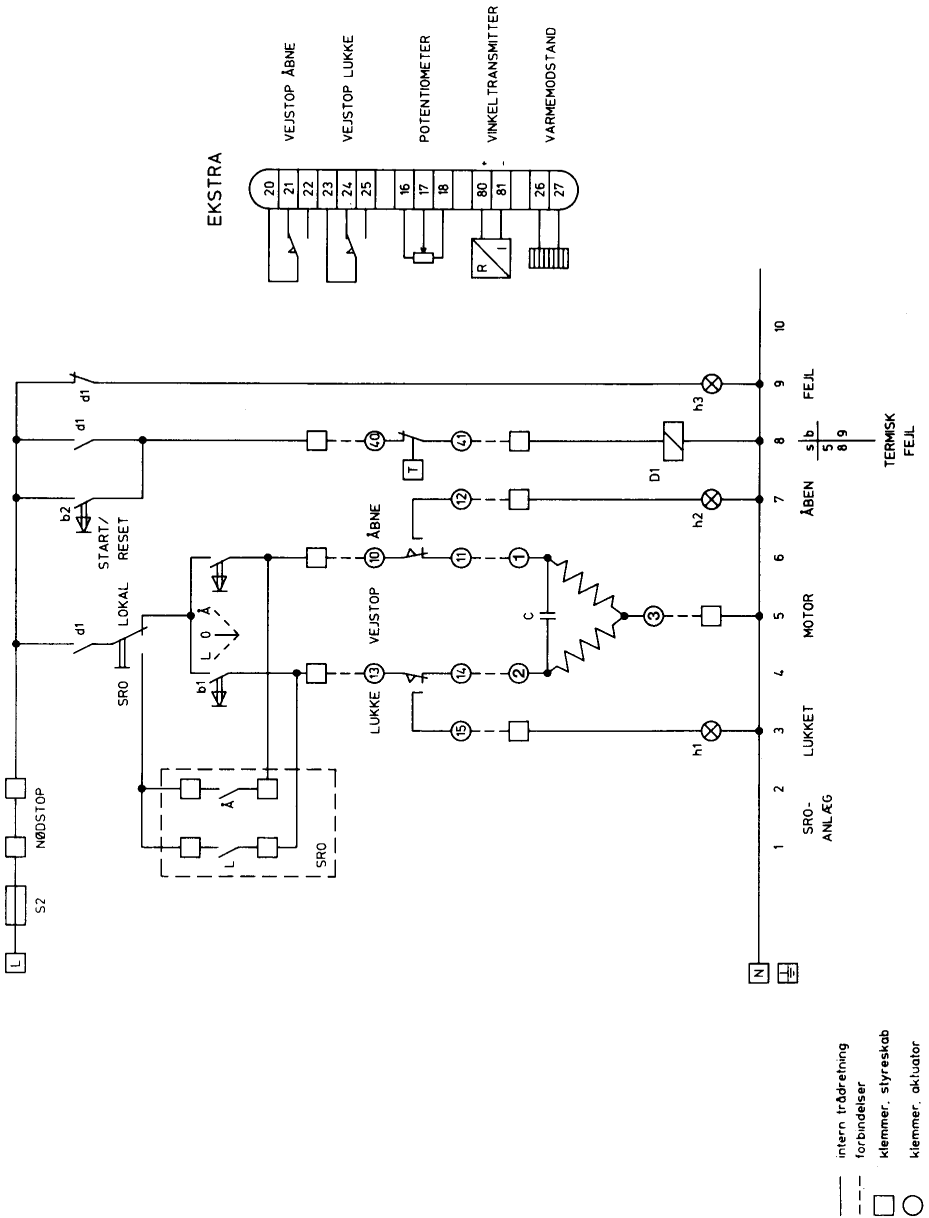 L
S2
NØDSTOP
d1
b2
START/
RESET
d1
d1
SRO
LOKAL
L
Å
SRO
b1
L O Å
LUKKE
VEJSTOP
ÅBNE
13
10
40
T
15
14
11
12
41
2
1
C
3
h1
h2
D1
h3
N
1
2
3
4
5
6
7
8
9
10
SRO-
ANLÆG
LUKKET
MOTOR
ÅBEN
s b
5
8 9
TERMISK
FEJL
FEJL
EKSTRA
20
21
22
23
24
25
16
17
18
80
81
26
27
VEJSTOP ÅBNE
VEJSTOP LUKKE
POTENTIOMETER
R
I
+
-
VINKELTRANSMITTER
VARMEMODSTAND
intern trådretning
forbindelser
klemmer, styreskab
klemmer, aktuator